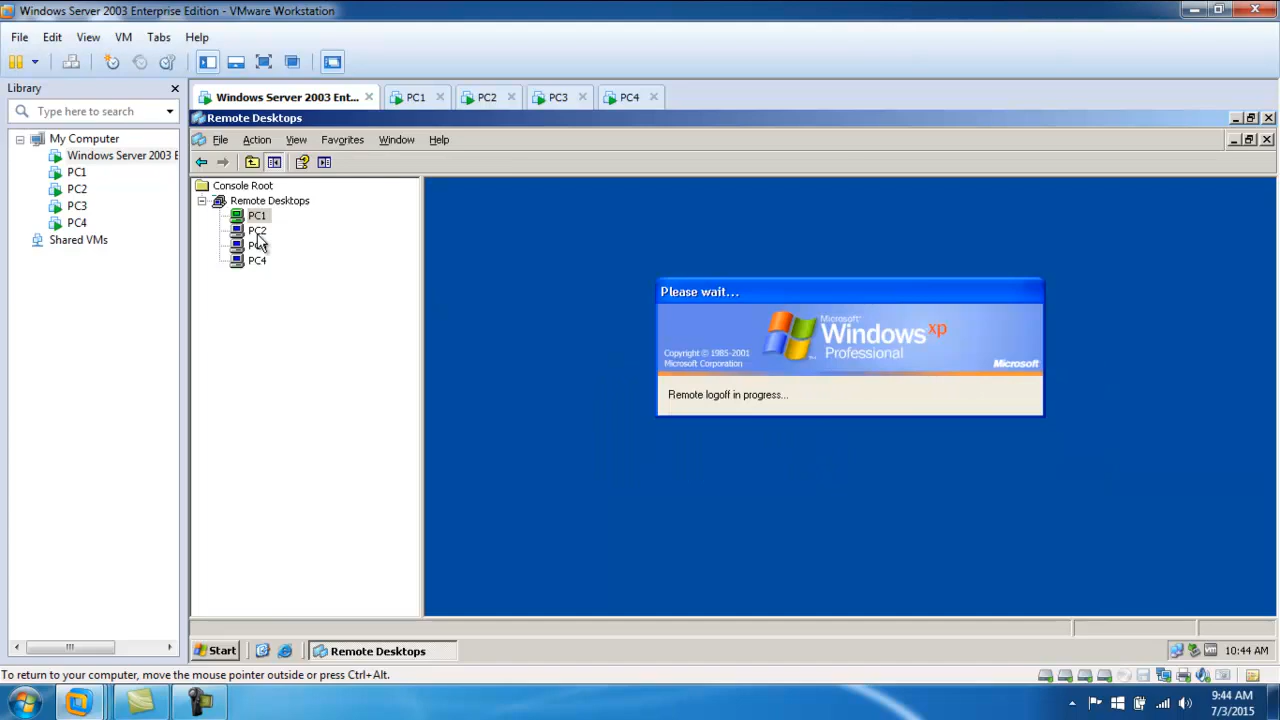 Windows Server 2003 Enterprise Edition - VMware Workstation
File Edit View VM Tabs Help
Library
Type here to search
My Computer
Windows Server 2003 E
PC1
PC2
PC3
PC4
Shared VMs
Windows Server 2003 Ent... PC1 PC2 PC3 PC4
Remote Desktops
File Action View Favorites Window Help
Console Root
Remote Desktops
PC1
PC2
PC4
Please wait...
Microsoft
Windows xp
Professional
Copyright © 1985-2001
Microsoft Corporation
Microsoft
Remote logoff in progress...
Start Remote Desktops 10:44 AM
To return to your computer, move the mouse pointer outside or press Ctrl+Alt.
9:44 AM
7/3/2015